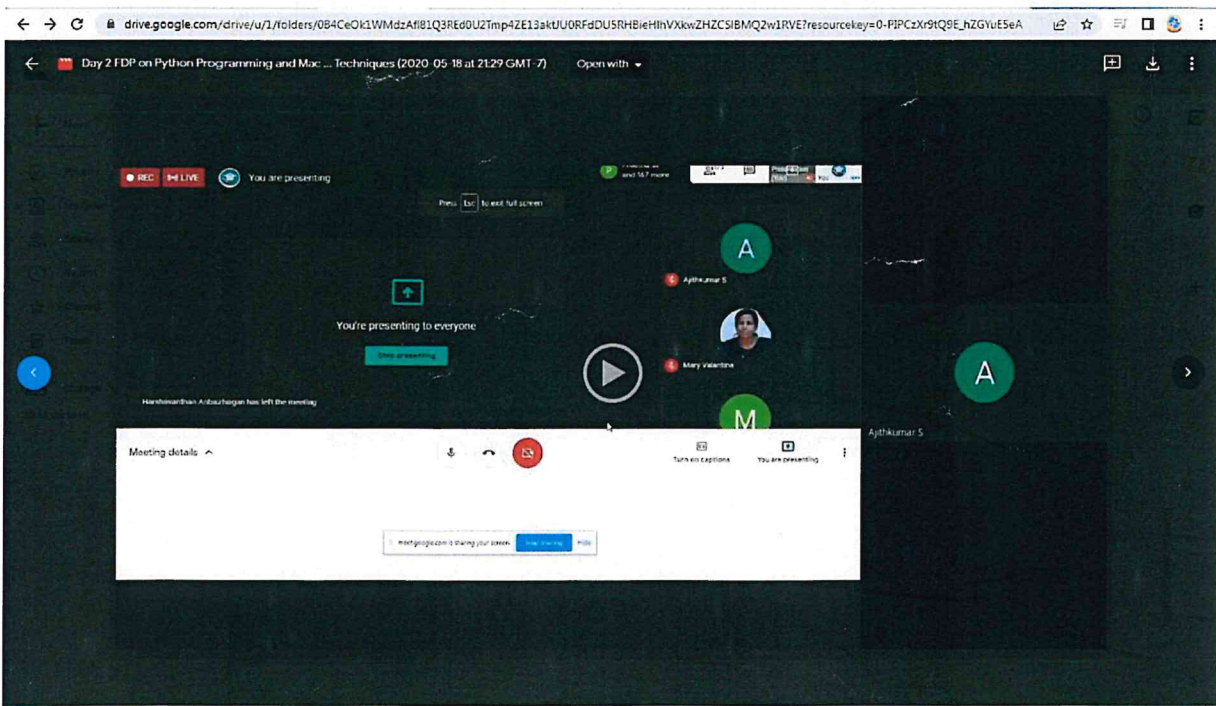 drive.google.com/drive/u/1/folders/0B4CeOk1WMdzAfl81Q3REd0U2Tmp4ZE13aktUU0RFdDU5RHBieHlhVXkwZHZCSlBMQ2w1RVE?resourcekey=0-PIPCzXr9tQ9E_hZGYuE5eA
Day 2 FDP on Python Programming and Mac ... Techniques (2020-05-18 at 21:29 GMT-7) Open with
REC LIVE You are presenting
P and 167 more
Press Esc to exit full screen
A
Ajithkumar S
You're presenting to everyone
Stop presenting
Mary Valentina
A
Harshavardhan Anbazhagan has left the meeting
M
Ajithkumar S
Meeting details
Turn on captions
You are presenting
meet.google.com is sharing your screen. Stop sharing Hide